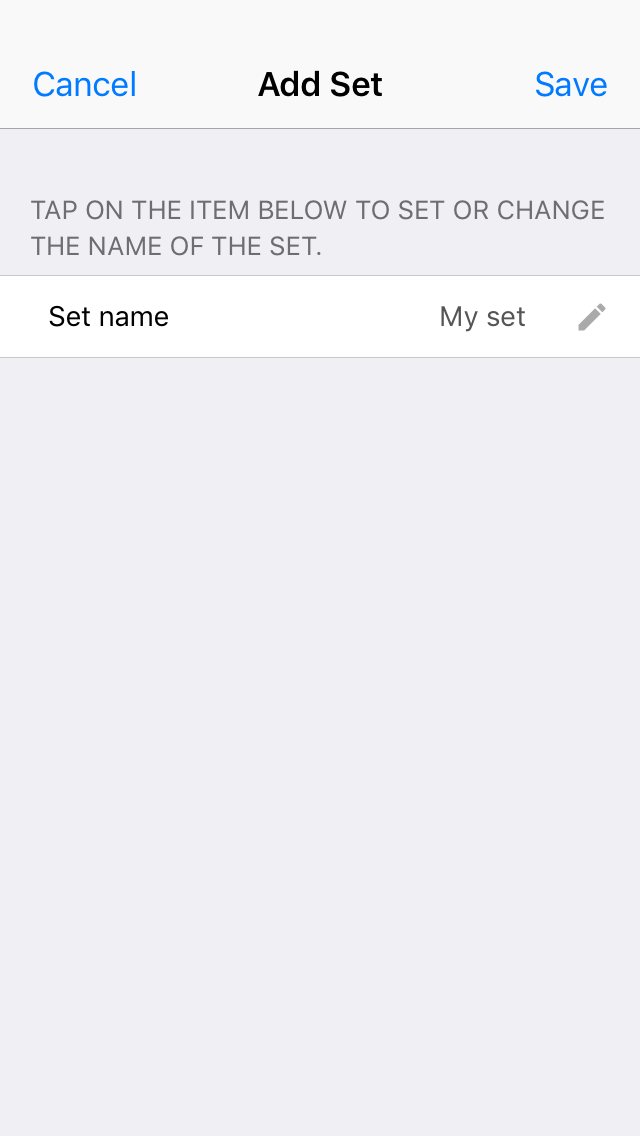 Cancel Add Set Save
TAP ON THE ITEM BELOW TO SET OR CHANGE
THE NAME OF THE SET.
Set name My set